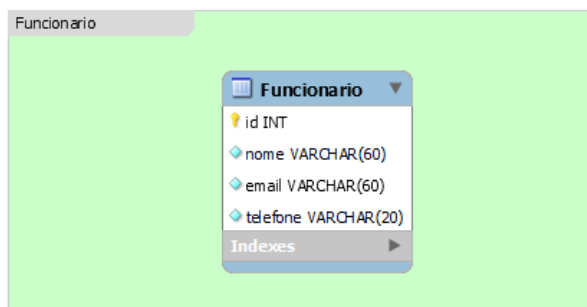 Funcionario
Funcionario
id INT
nome VARCHAR(60)
email VARCHAR(60)
telefone VARCHAR(20)
Indexes